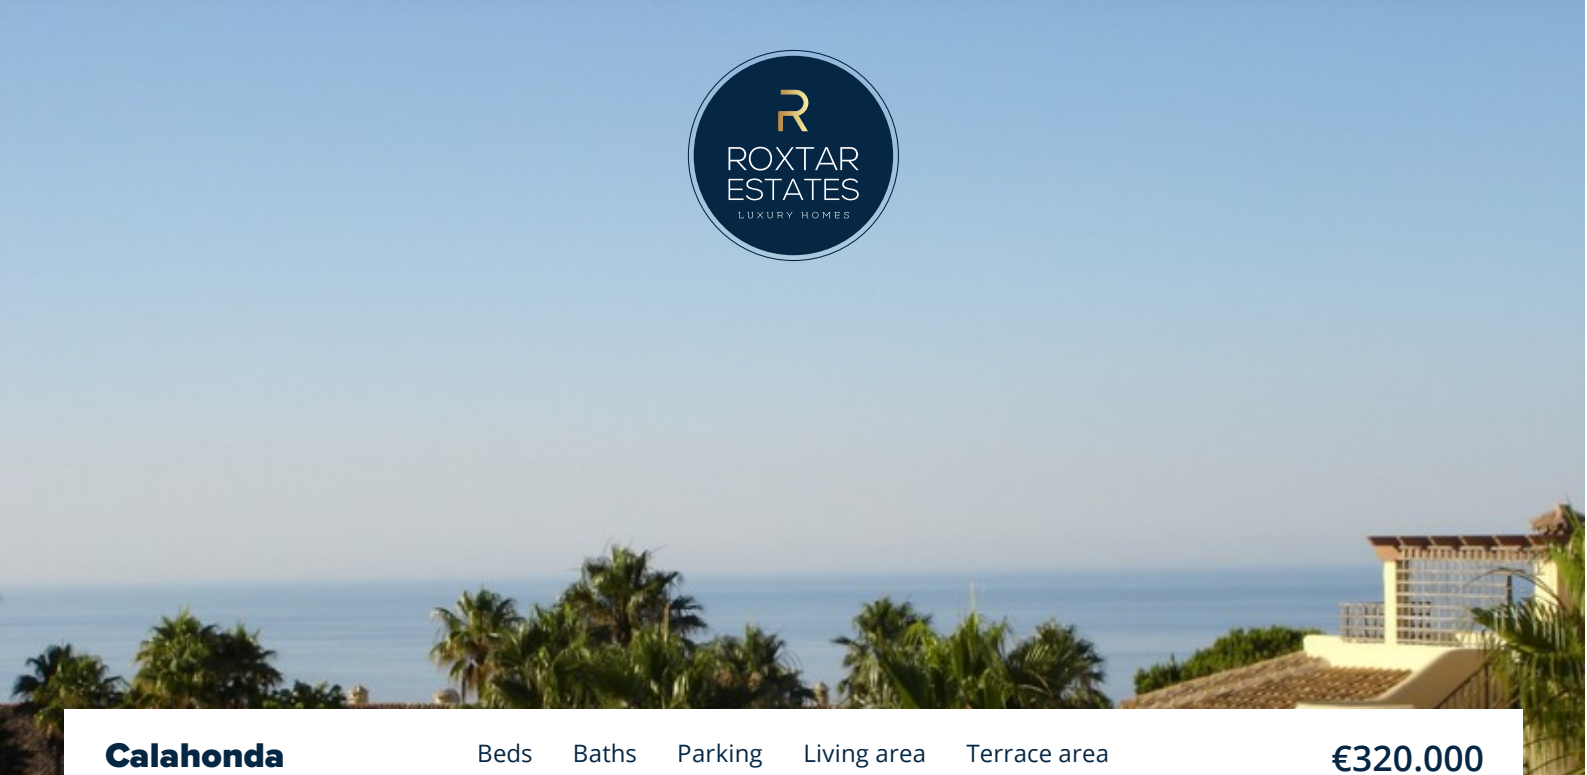 R
ROXTAR
ESTATES
LUXURY HOMES
Calahonda
Beds Baths Parking Living area Terrace area
€320.000